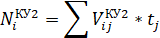 N_i^{КУ2} = ∑ V_{ij}^{КУ2} * t_j